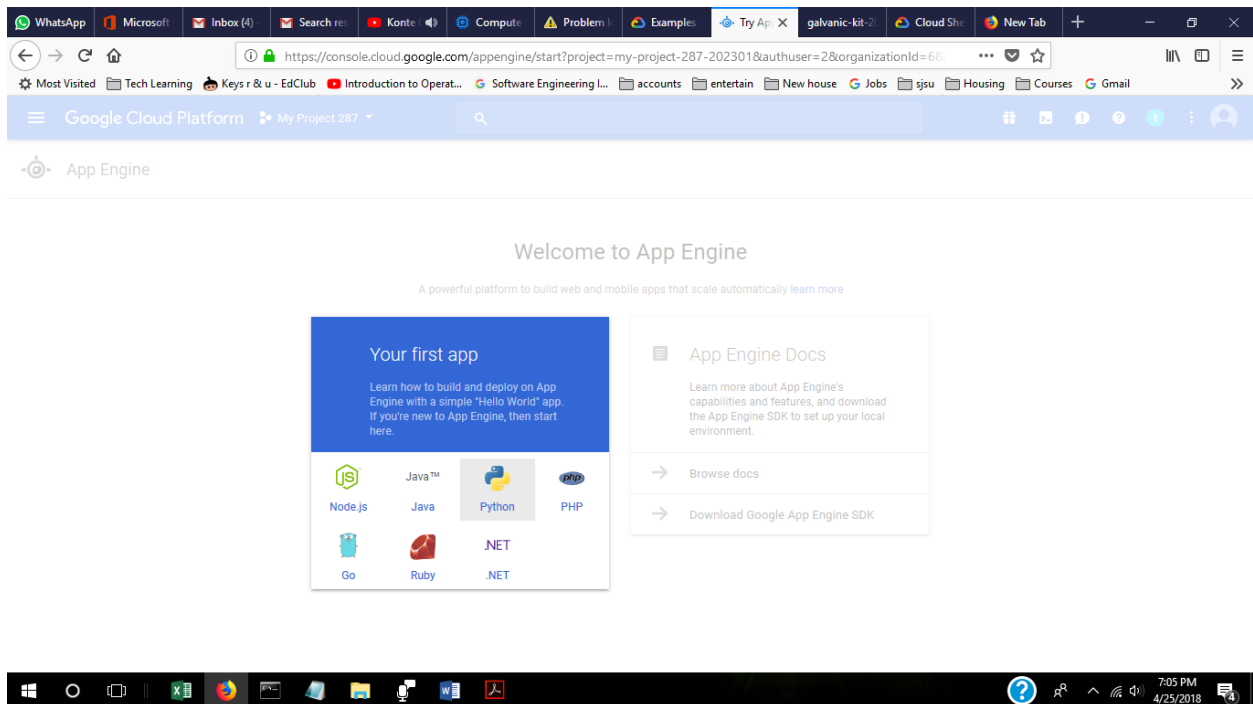 WhatsApp Microsoft Inbox (4) - Search res Konte Compute Problem l Examples Try Ap galvanic-kit-2 Cloud She New Tab
https://console.cloud.google.com/appengine/start?project=my-project-287-202301&authuser=2&organizationId=68
Most Visited Tech Learning Keys r & u - EdClub Introduction to Operat... Software Engineering I... accounts entertain New house Jobs sjsu Housing Courses Gmail
Google Cloud Platform My Project 287
1
App Engine
Welcome to App Engine
A powerful platform to build web and mobile apps that scale automatically learn more
Your first app
Learn how to build and deploy on App
Engine with a simple "Hello World" app.
If you're new to App Engine, then start
here.
JS Java™ php
Node.js Java Python PHP
.NET
Go Ruby .NET
App Engine Docs
Learn more about App Engine's
capabilities and features, and download
the App Engine SDK to set up your local
environment.
Browse docs
Download Google App Engine SDK
7:05 PM
4/25/2018
4